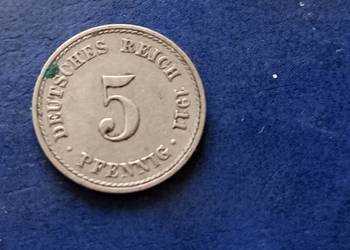 DEUTSCHES REICH 1911
5
· PFENNIG ·